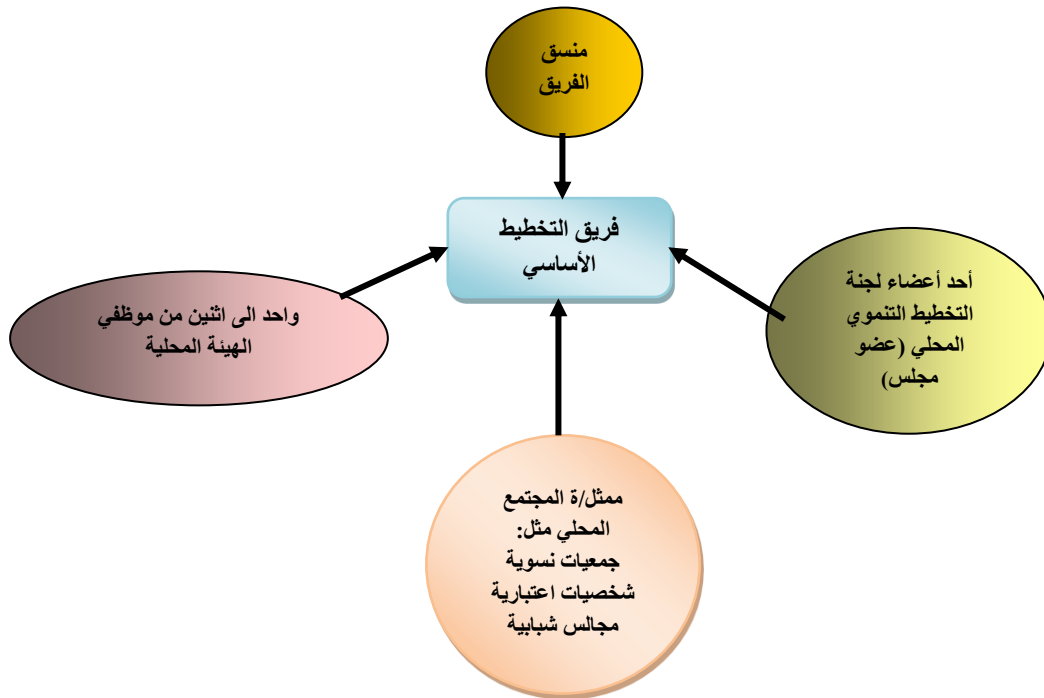 منسق
الفريق
فريق التخطيط
الأساسي
أحد أعضاء لجنة
التخطيط التنموي
المحلي (عضو
مجلس)
واحد الى اثنين من موظفي
الهيئة المحلية
ممثل/ة المجتمع
المحلي مثل:
جمعيات نسوية
شخصيات اعتبارية
مجالس شبابية